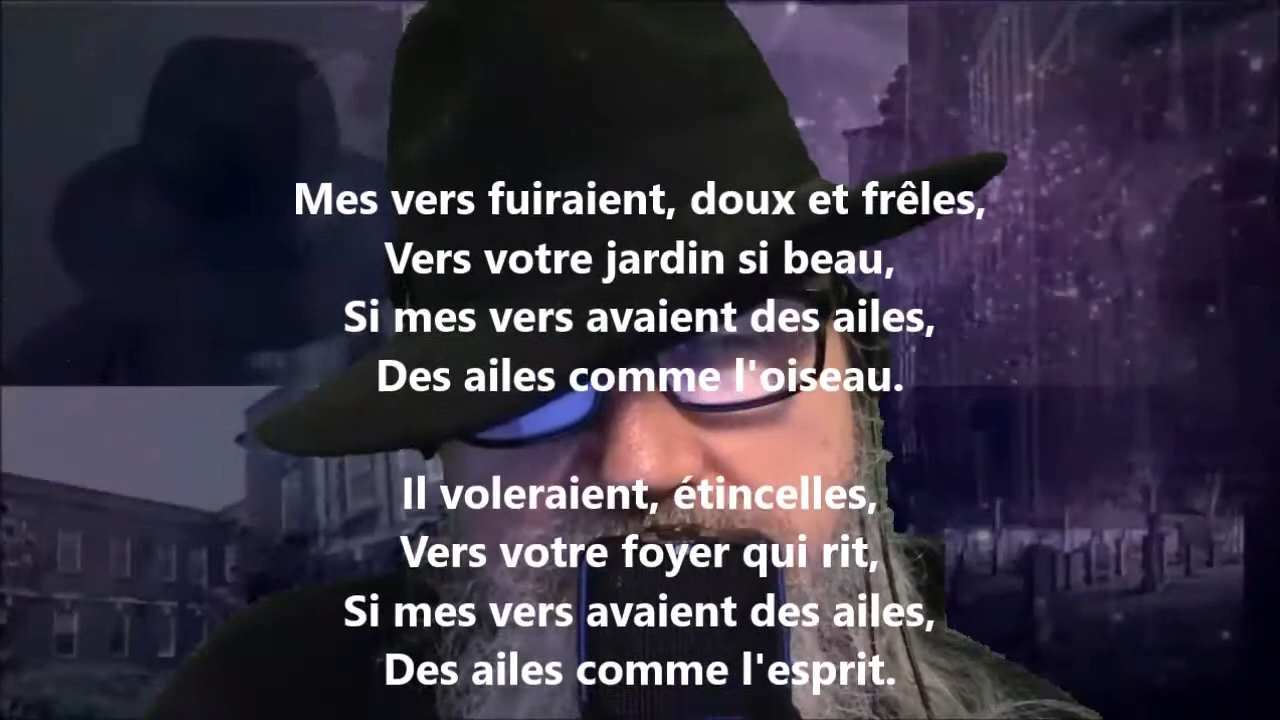 Mes vers fuiraient, doux et frêles,
Vers votre jardin si beau,
Si mes vers avaient des ailes,
Des ailes comme l'oiseau.
Il voleraient, étincelles,
Vers votre foyer qui rit,
Si mes vers avaient des ailes,
Des ailes comme l'esprit.